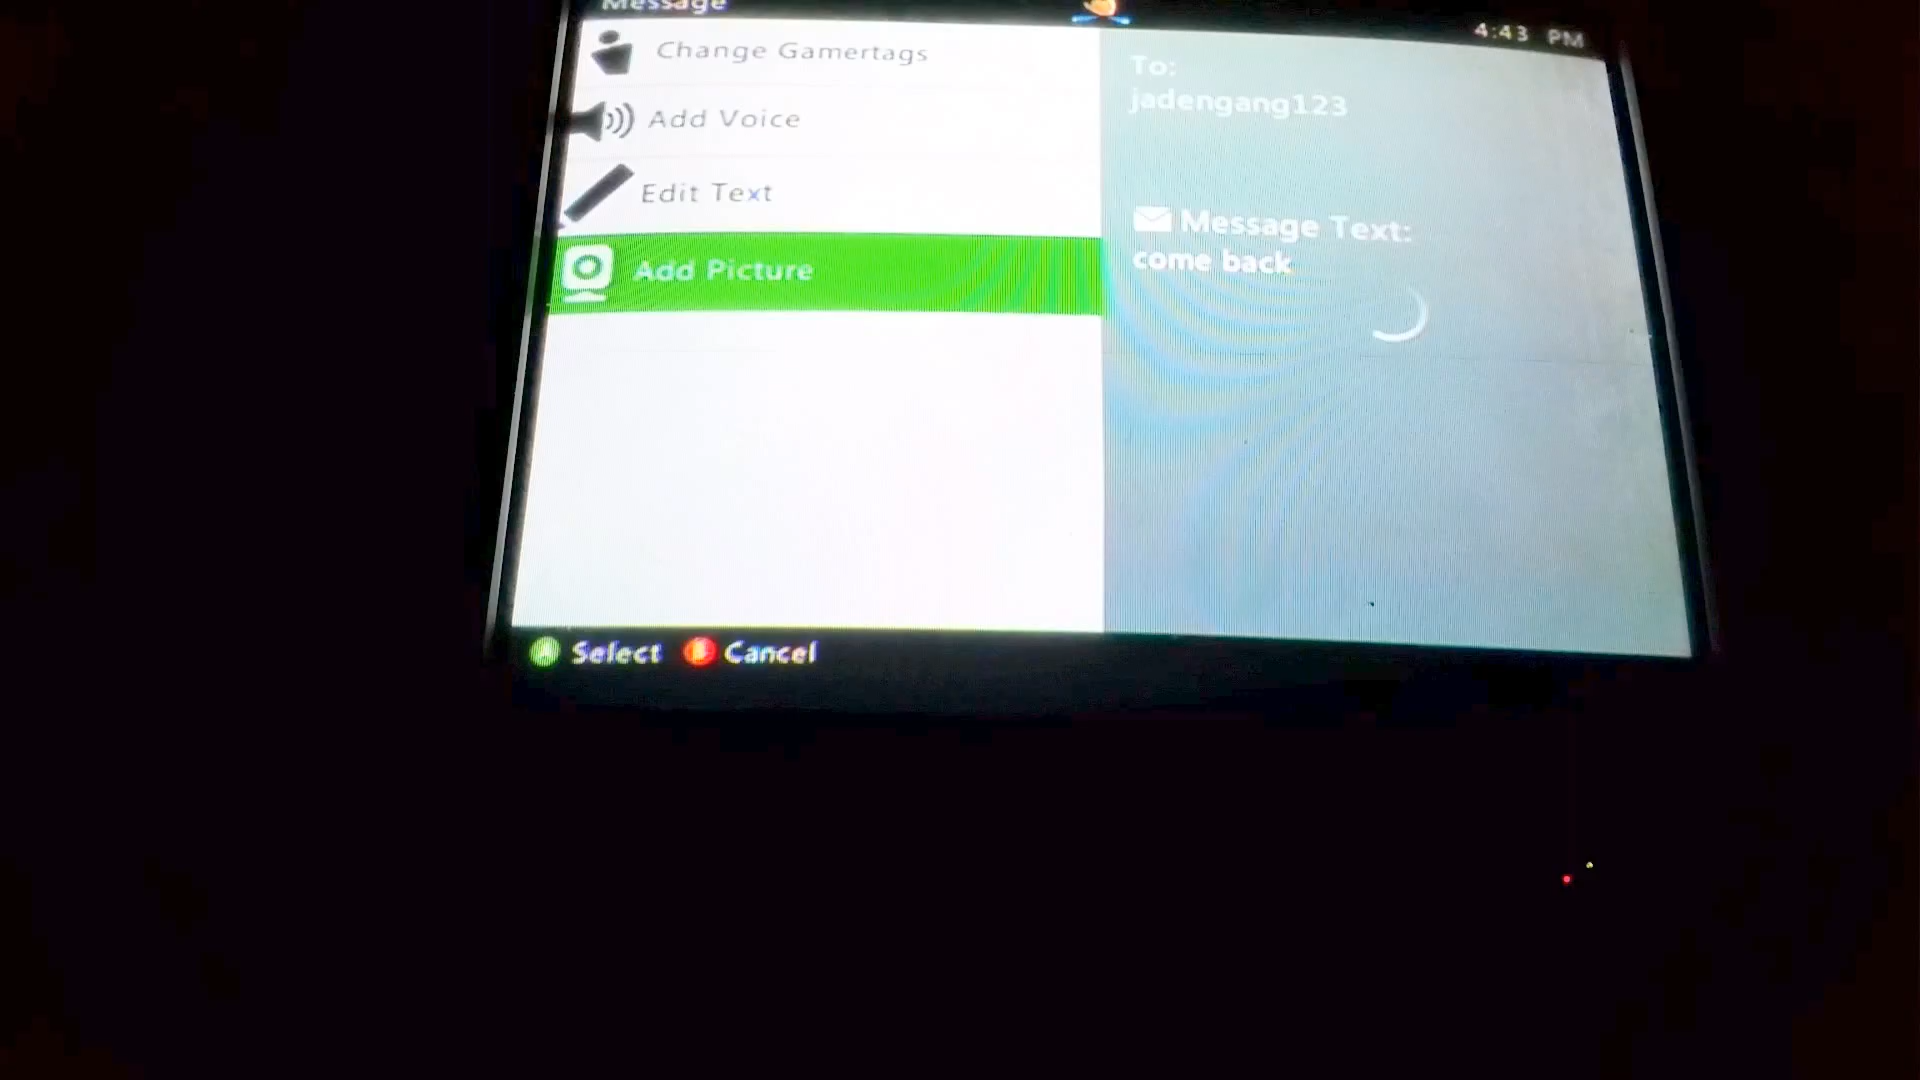 Message
4:43 PM
Change Gamertags
Add Voice
Edit Text
Add Picture
To:
jadengang123
Message Text:
come back
Select
Cancel